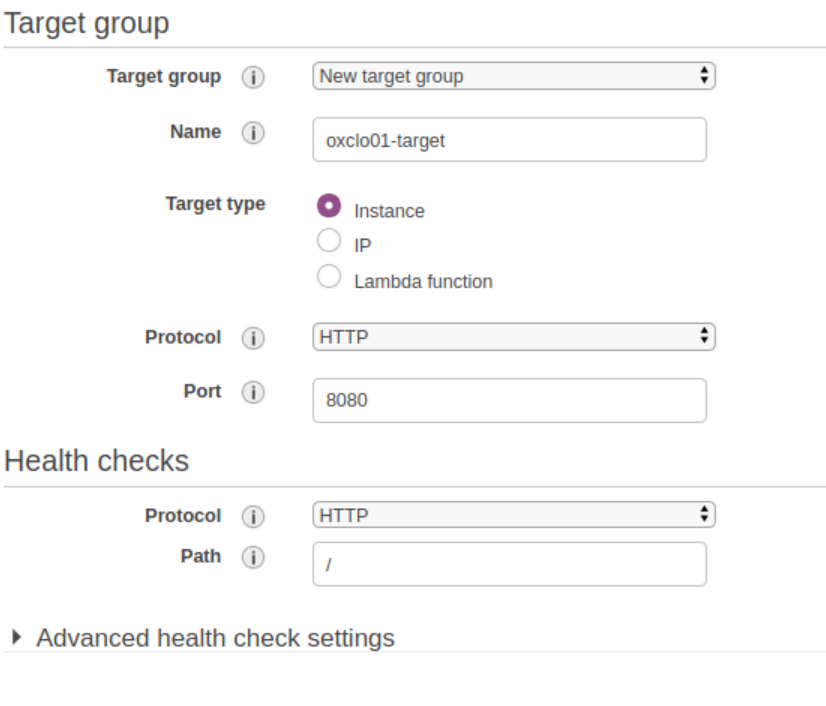 Target group
Target group i New target group
Name i oxclo01-target
Target type Instance
IP
Lambda function
Protocol i HTTP
Port i 8080
Health checks
Protocol i HTTP
Path i /
Advanced health check settings